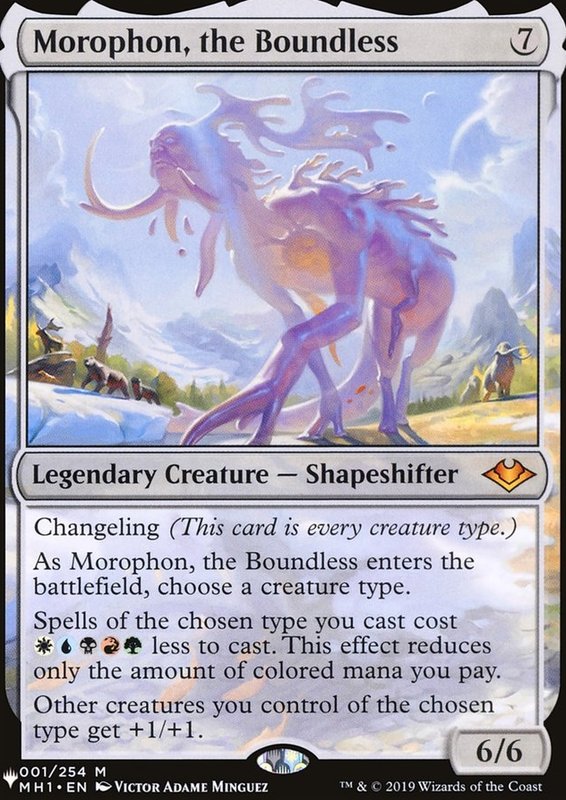 Morophon, the Boundless 7
Legendary Creature — Shapeshifter
Changeling (This card is every creature type.)
As Morophon, the Boundless enters the
battlefield, choose a creature type.
Spells of the chosen type you cast cost
less to cast. This effect reduces
only the amount of colored mana you pay.
Other creatures you control of the chosen
type get +1/+1.
6/6
001/254 M
MH1 • EN Victor Adame Minguez
™ & © 2019 Wizards of the Coast